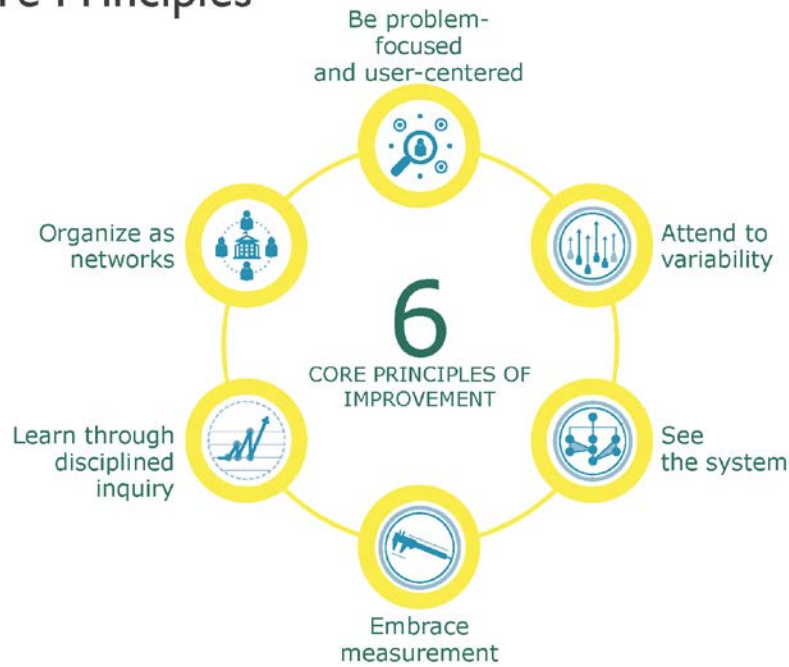 Principles
Be problem-
focused
and user-centered
Attend to
variability
See
the system
Embrace
measurement
Learn through
disciplined
inquiry
Organize as
networks
6
CORE PRINCIPLES OF
IMPROVEMENT